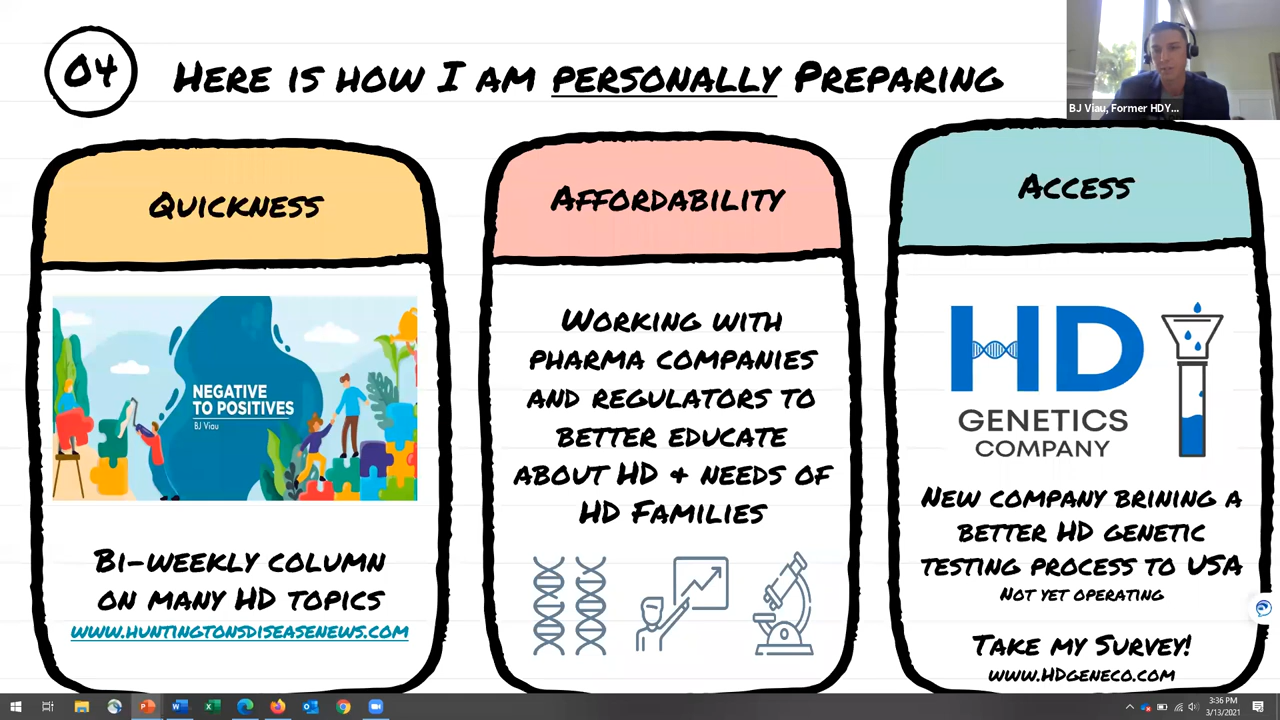 04
Here is how I am personally Preparing
BJ Viau, Former HDY...
Quickness
NEGATIVE
TO POSITIVES
BJ Viau
Bi-weekly column
on many HD topics
www.huntingtonsdiseasenews.com
Affordability
Working with
pharma companies
and regulators to
better educate
about HD + needs of
HD Families
Access
HD
GENETICS
COMPANY
New company brining a
better HD genetic
testing process to USA
Not yet operating
Take my Survey!
www.HDgeneco.com
3:36 PM
3/13/2021